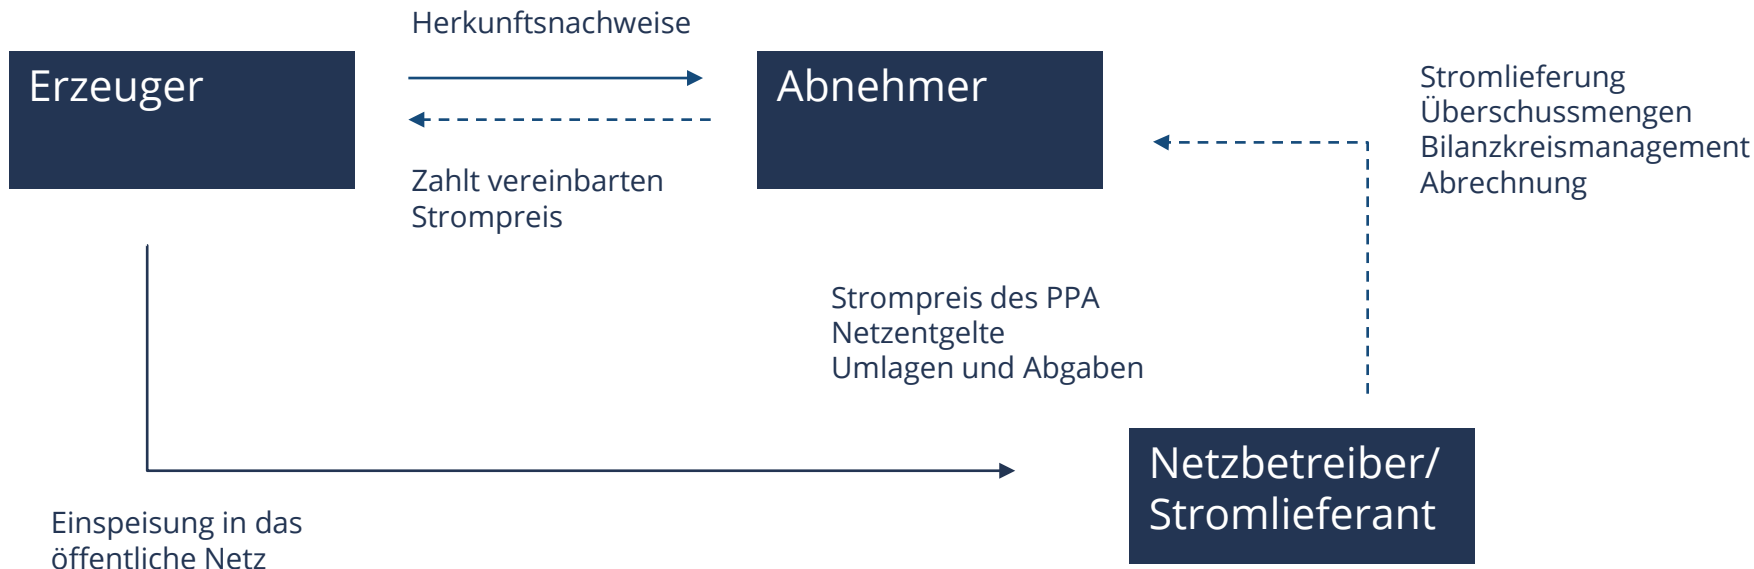 Herkunftsnachweise
Erzeuger
Abnehmer
Zahlt vereinbarten
Strompreis
Stromlieferung
Überschussmengen
Bilanzkreismanagement
Abrechnung
Strompreis des PPA
Netzentgelte
Umlagen und Abgaben
Netzbetreiber/
Stromlieferant
Einspeisung in das
öffentliche Netz